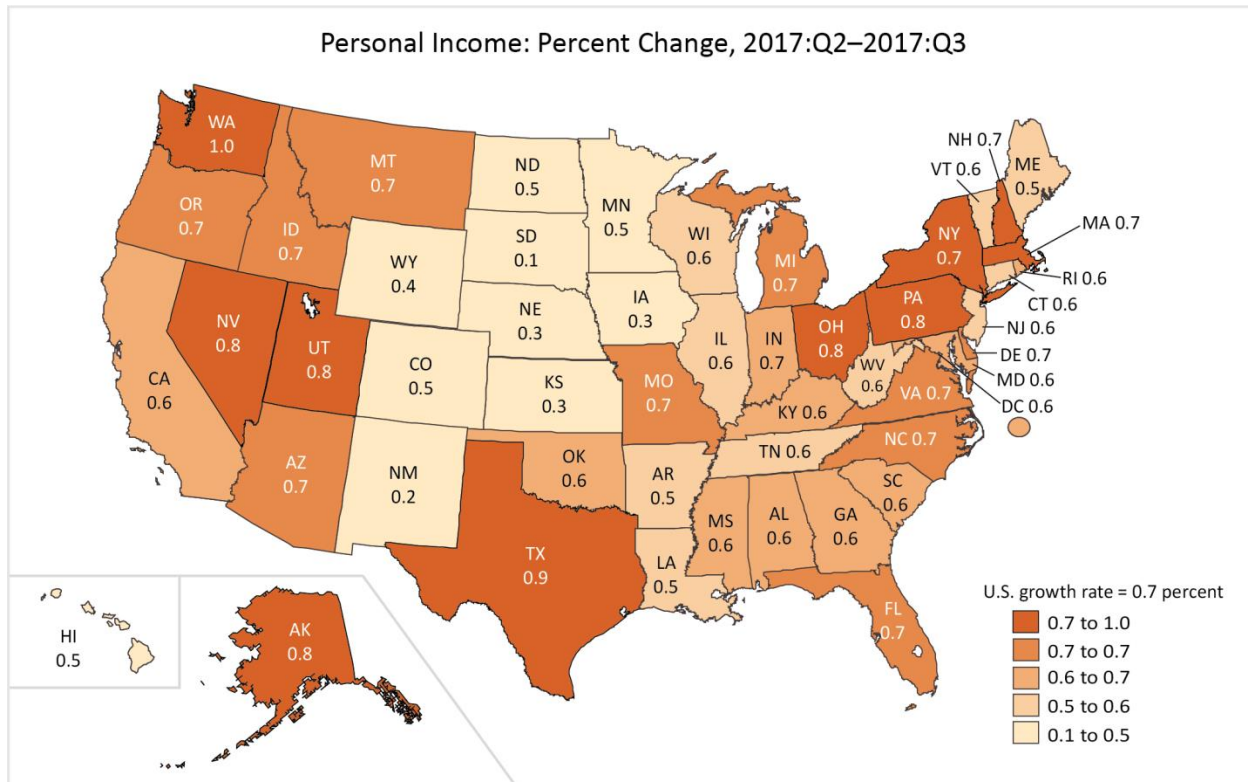 Personal Income: Percent Change, 2017:Q2–2017:Q3
WA
1.0
MT
0.7
ND
0.5
MN
0.5
NH 0.7
VT 0.6
ME
0.5
OR
0.7
ID
0.7
SD
0.1
WI
0.6
MI
0.7
NY
0.7
MA 0.7
WY
0.4
RI 0.6
CT 0.6
NE
0.3
IA
0.3
PA
0.8
NJ 0.6
NV
0.8
UT
0.8
CO
0.5
IL
0.6
IN
0.7
OH
0.8
DE 0.7
MD 0.6
DC 0.6
CA
0.6
KS
0.3
MO
0.7
WV
0.6
VA 0.7
KY 0.6
AZ
0.7
NM
0.2
OK
0.6
AR
0.5
TN 0.6
NC 0.7
SC
0.6
MS
0.6
AL
0.6
GA
0.6
TX
0.9
LA
0.5
FL
0.7
HI
0.5
AK
0.8
U.S. growth rate = 0.7 percent
0.7 to 1.0
0.7 to 0.7
0.6 to 0.7
0.5 to 0.6
0.1 to 0.5